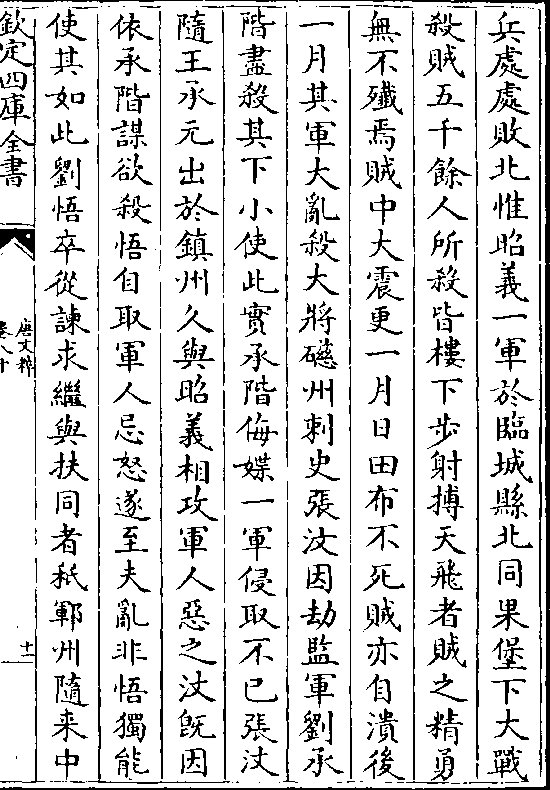 兵處處敗北惟昭義一軍於臨城縣北同果堡下大戰
殺賊五千餘人所殺皆樓下步射搏天飛者賊之精勇
無不殲焉賊中大震更一月日田布不死賊亦自潰後
一月其軍大亂殺大將磁州刺史張汶因劫監軍劉承
階盡殺其下小使此實承階侮媟一軍侵取不已張汶
隨王承元出於鎮州久與昭義相攻軍人惡之汶既因
依承階謀欲殺悟自取軍人忌怒遂至夫亂非悟獨能
使其如此劉悟卒從諫求繼與扶同者秖鄆州隨来中
欽定四庫全書
唐文粹
卷八十
十一